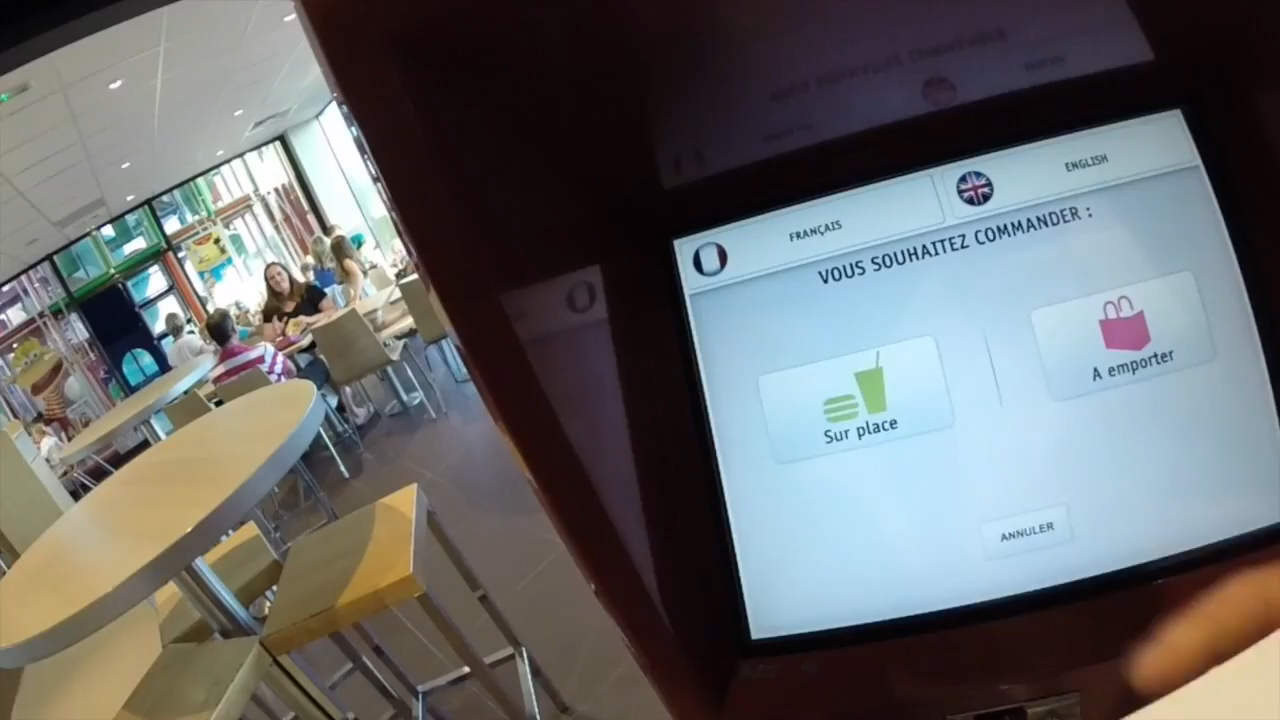 FRANÇAIS
ENGLISH
VOUS SOUHAITEZ COMMANDER :
Sur place
A emporter
ANNULER